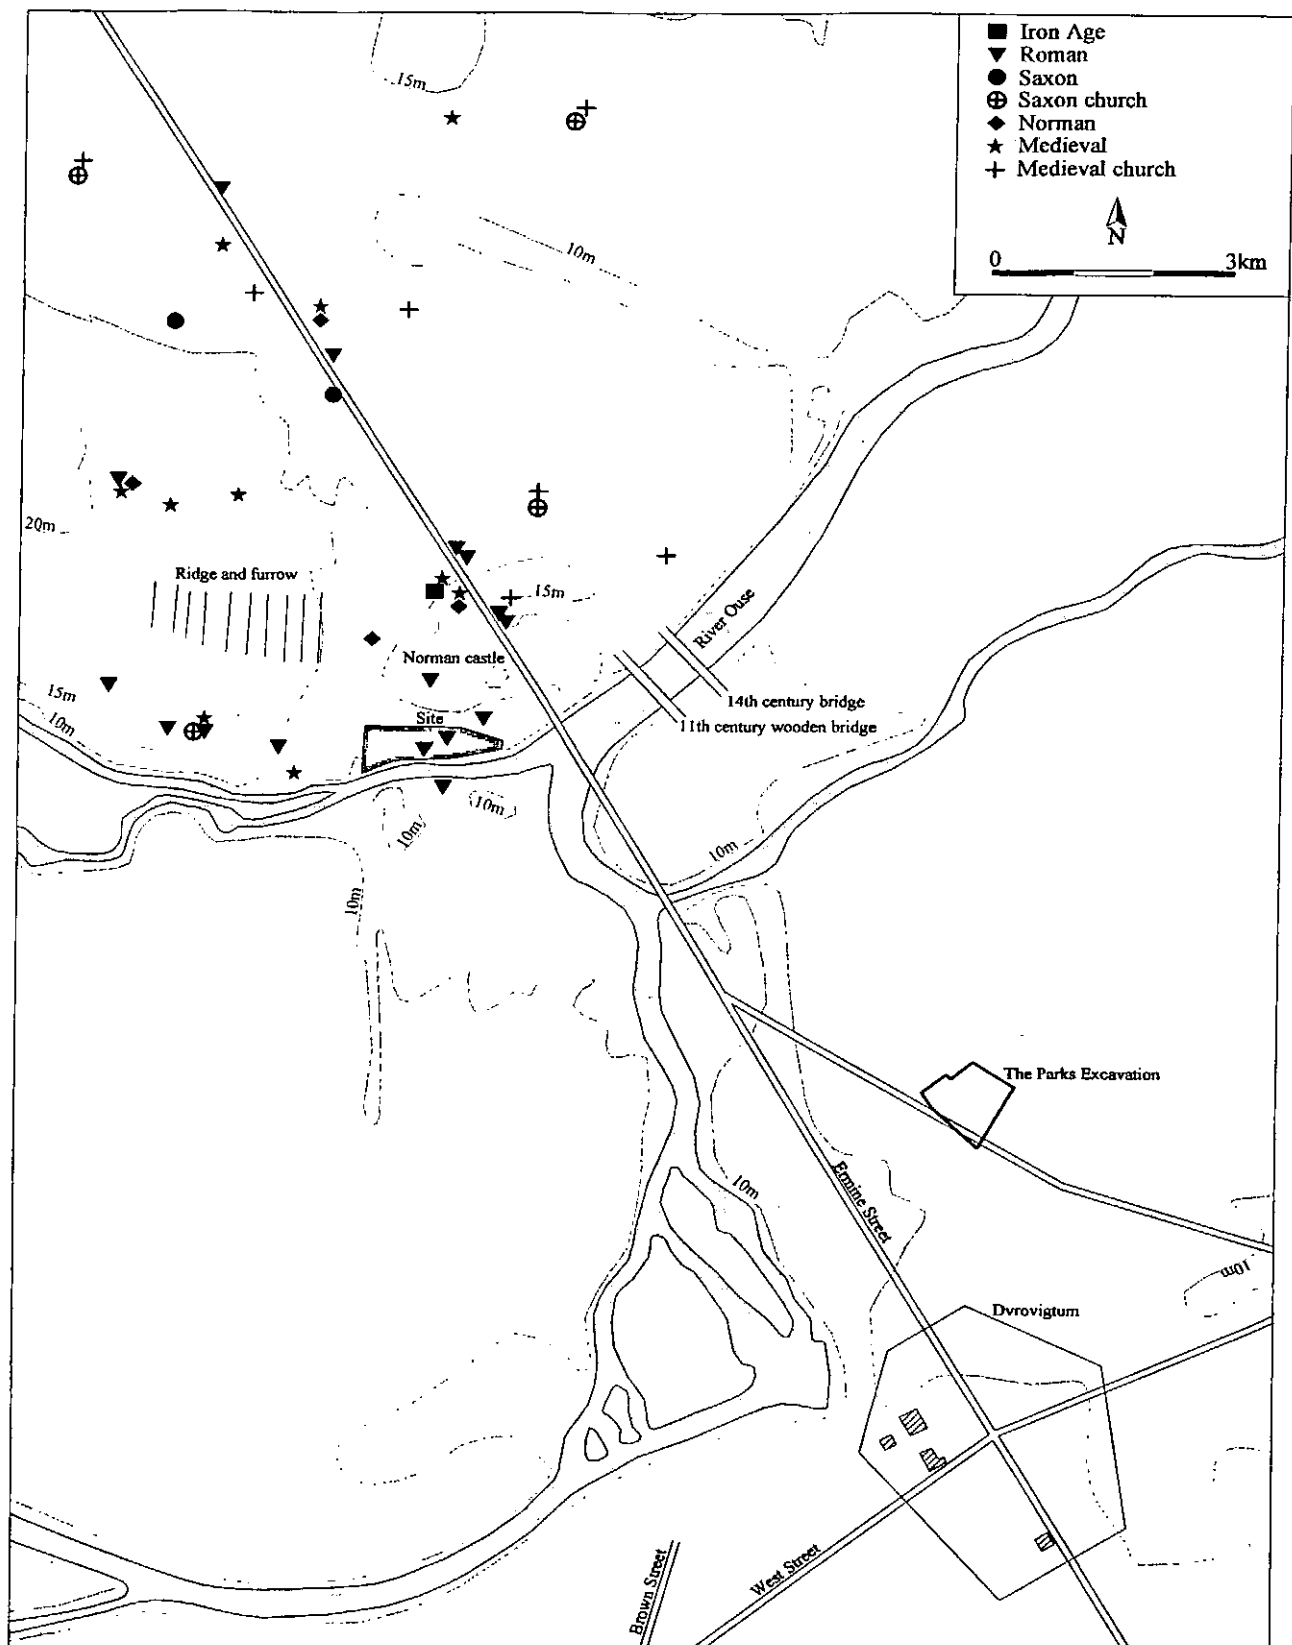 Iron Age
Roman
Saxon
Saxon church
Norman
Medieval
Medieval church
N
0 3km
15m
10m
20m
Ridge and furrow
15m
River Ouse
Norman castle
14th century bridge
11th century wooden bridge
15m
10m
Site
10m
10m
10m
10m
The Parks Excavation
Ermine Street
10m
10m
Dvrovigtum
West Street
Brown Street